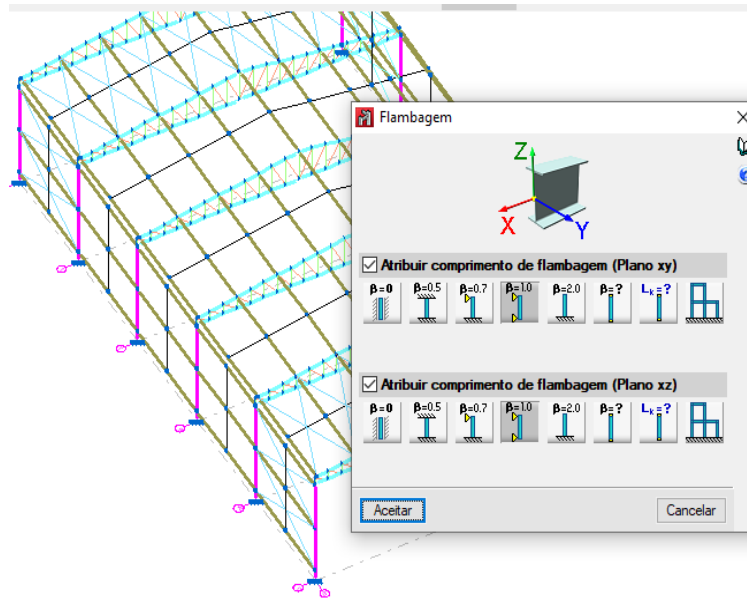 Flambagem
Z
X
Y
Atribuir comprimento de flambagem (Plano xy)
β=0 β=0.5 β=0.7 β=1.0 β=2.0 β=? Lk=?
Atribuir comprimento de flambagem (Plano xz)
β=0 β=0.5 β=0.7 β=1.0 β=2.0 β=? Lk=?
Aceitar Cancelar